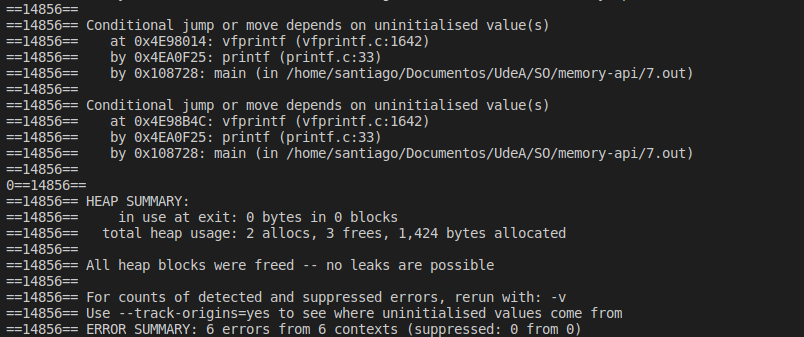 ==14856==
==14856== Conditional jump or move depends on uninitialised value(s)
==14856==    at 0x4E98014: vfprintf (vfprintf.c:1642)
==14856==    by 0x4EA0F25: printf (printf.c:33)
==14856==    by 0x108728: main (in /home/santiago/Documentos/UdeA/SO/memory-api/7.out)
==14856==
==14856== Conditional jump or move depends on uninitialised value(s)
==14856==    at 0x4E98B4C: vfprintf (vfprintf.c:1642)
==14856==    by 0x4EA0F25: printf (printf.c:33)
==14856==    by 0x108728: main (in /home/santiago/Documentos/UdeA/SO/memory-api/7.out)
==14856==
0==14856==
==14856== HEAP SUMMARY:
==14856==     in use at exit: 0 bytes in 0 blocks
==14856==   total heap usage: 2 allocs, 3 frees, 1,424 bytes allocated
==14856==
==14856== All heap blocks were freed -- no leaks are possible
==14856==
==14856== For counts of detected and suppressed errors, rerun with: -v
==14856== Use --track-origins=yes to see where uninitialised values come from
==14856== ERROR SUMMARY: 6 errors from 6 contexts (suppressed: 0 from 0)